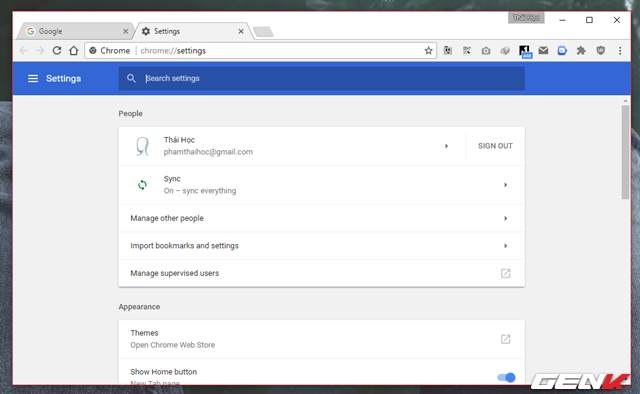 Thái Học
Google
Settings
Chrome
chrome://settings
Settings
Search settings
People
Thái Học
phamthaihoc@gmail.com
SIGN OUT
Sync
On – sync everything
Manage other people
Import bookmarks and settings
Manage supervised users
Appearance
Themes
Open Chrome Web Store
Show Home button
New Tab page
GENK